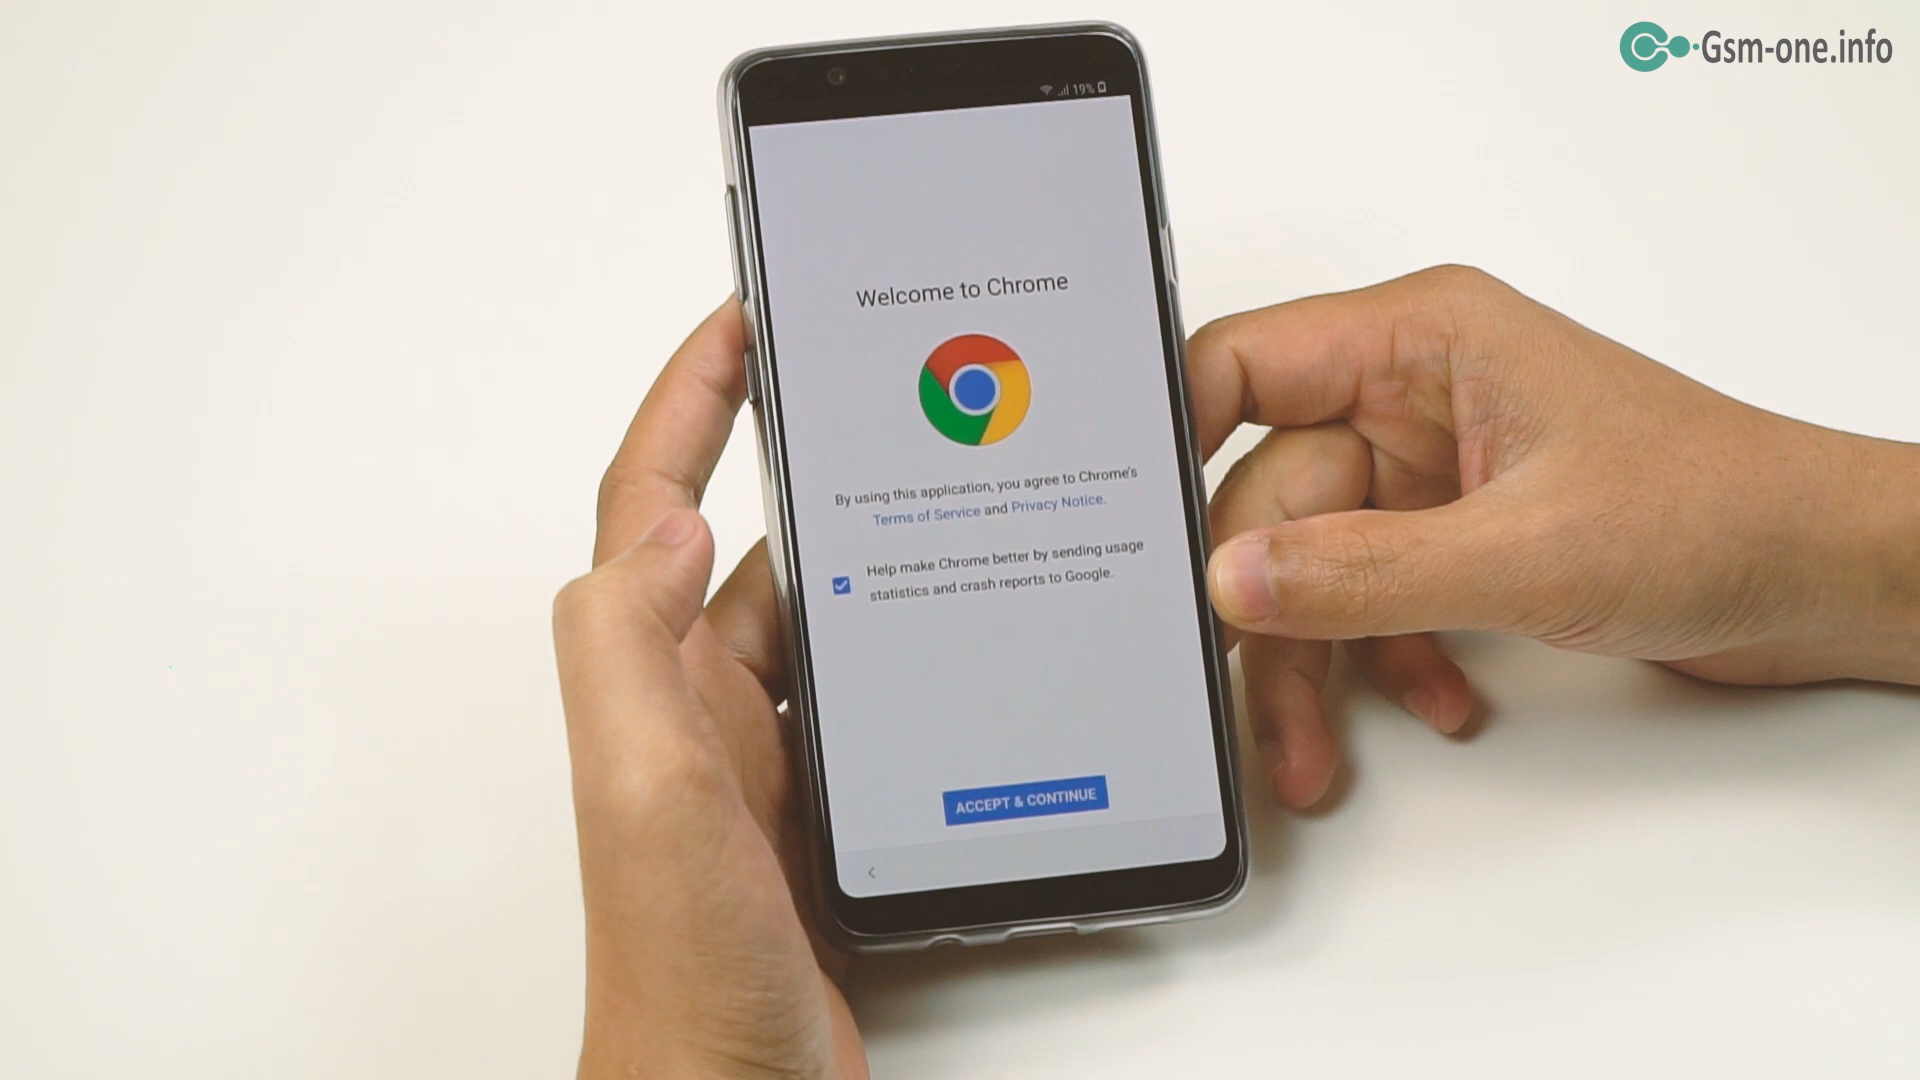 Gsm-one.info
19%
Welcome to Chrome
By using this application, you agree to Chrome's
Terms of Service and Privacy Notice.
Help make Chrome better by sending usage
statistics and crash reports to Google.
ACCEPT & CONTINUE